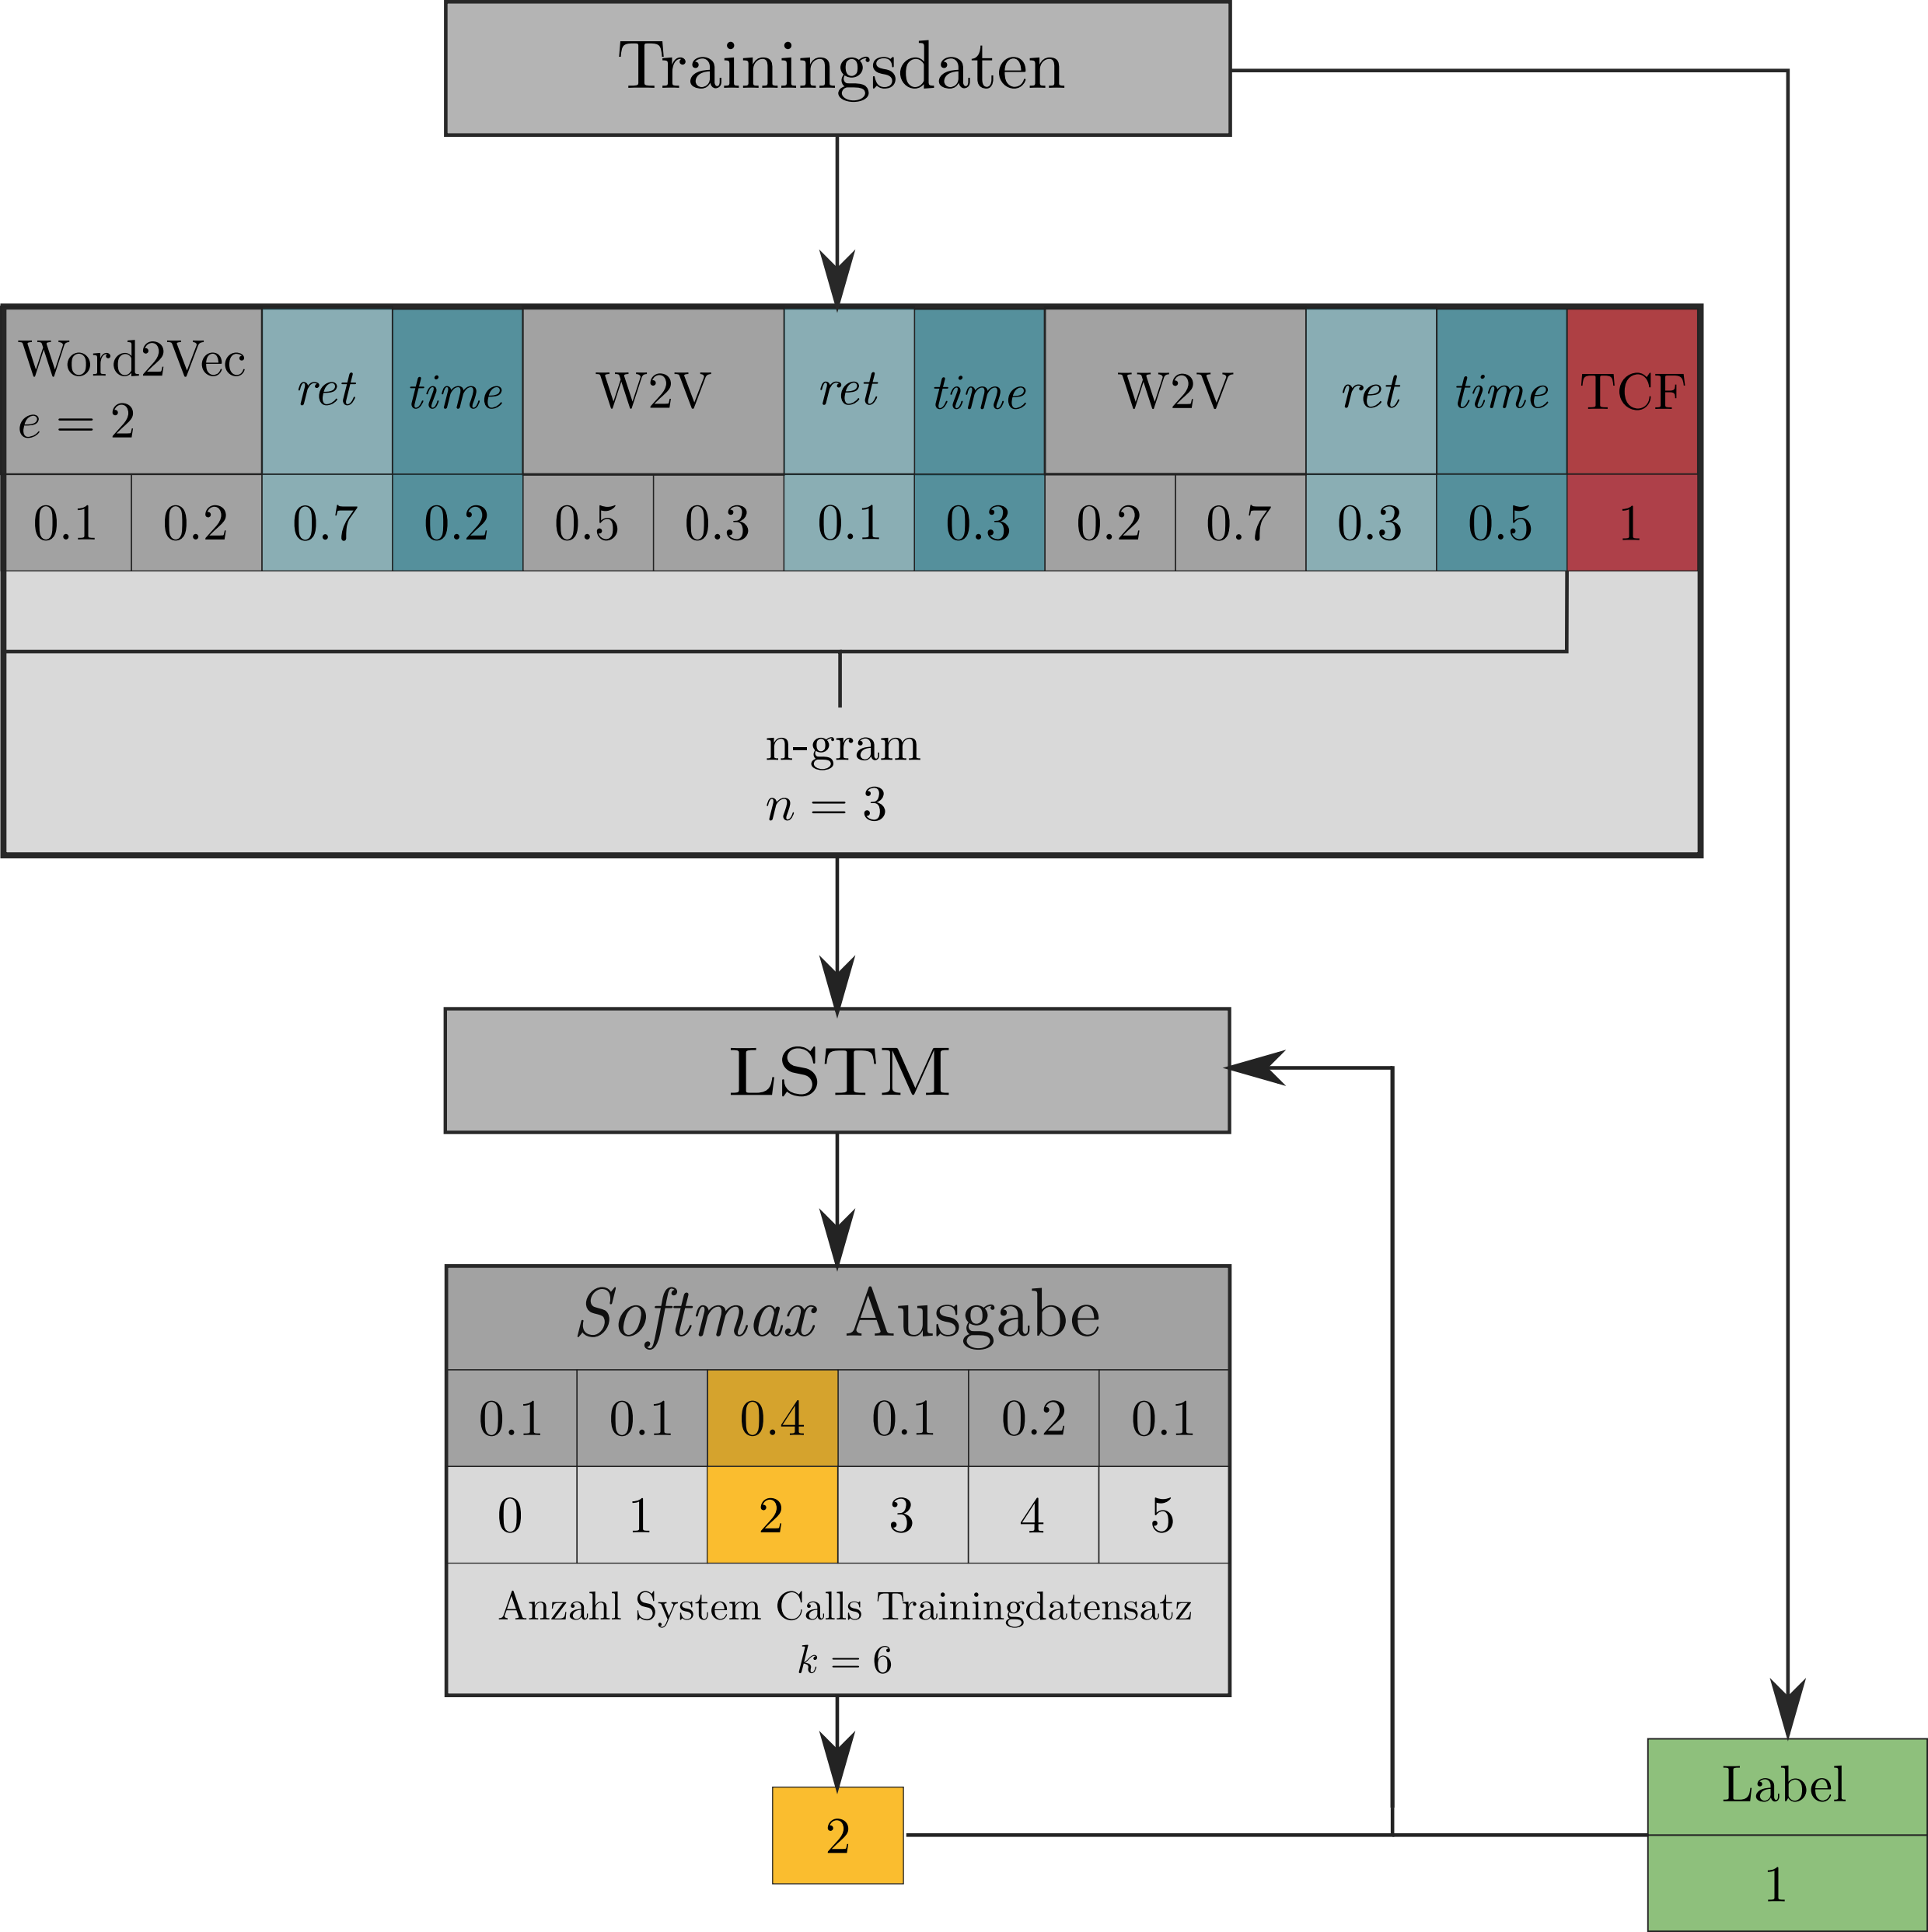 Trainingsdaten
Word2Vec
e = 2
ret
time
W2V
ret
time
W2V
ret
time
TCF
0.1 0.2 0.7 0.2 0.5 0.3 0.1 0.3 0.2 0.7 0.3 0.5 1
n-gram
n = 3
LSTM
Softmax Ausgabe
0.1 0.1 0.4 0.1 0.2 0.1
0 1 2 3 4 5
Anzahl System Calls Trainingdatensatz
k = 6
2
Label
1